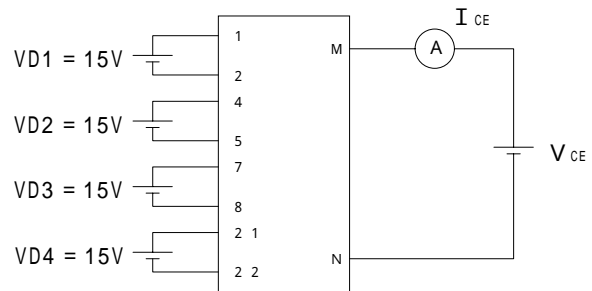 I CE
1
M
A
VD1 = 15V
2
4
VD2 = 15V
5
V CE
7
VD3 = 15V
8
2 1
VD4 = 15V
N
2 2